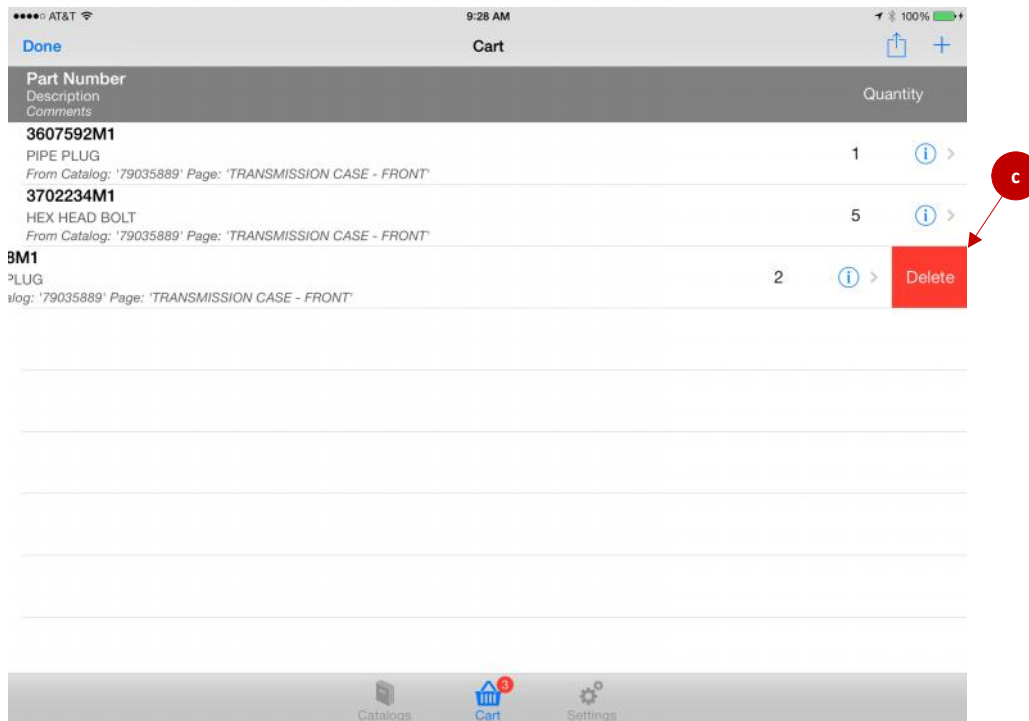 AT&T 9:28 AM 100%
Done Cart
Part Number
Description Quantity
Comments
3607592M1
PIPE PLUG 1
From Catalog: '79035889' Page: 'TRANSMISSION CASE - FRONT'
3702234M1
HEX HEAD BOLT 5
From Catalog: '79035889' Page: 'TRANSMISSION CASE - FRONT'
8M1
PLUG 2 Delete
alog: '79035889' Page: 'TRANSMISSION CASE - FRONT'
c
3
Catalogs Cart Settings